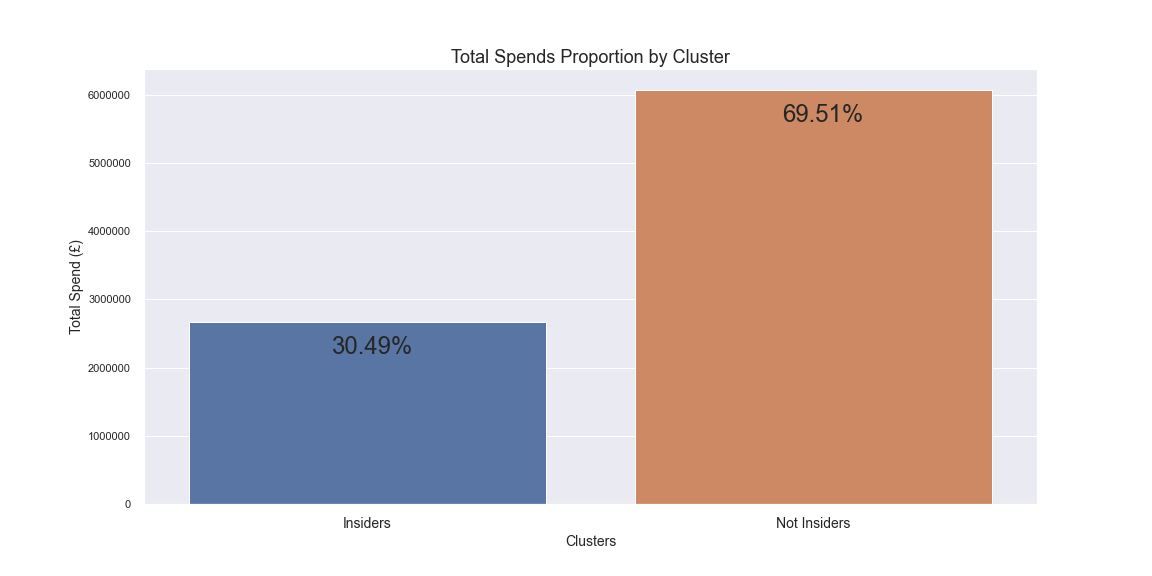 Total Spends Proportion by Cluster
6000000
5000000
4000000
3000000
2000000
1000000
0
Total Spend (£)
30.49%
69.51%
Insiders
Not Insiders
Clusters